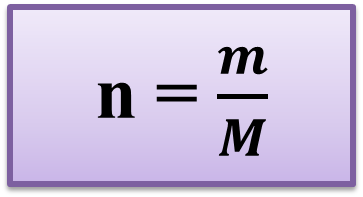 n = m/M